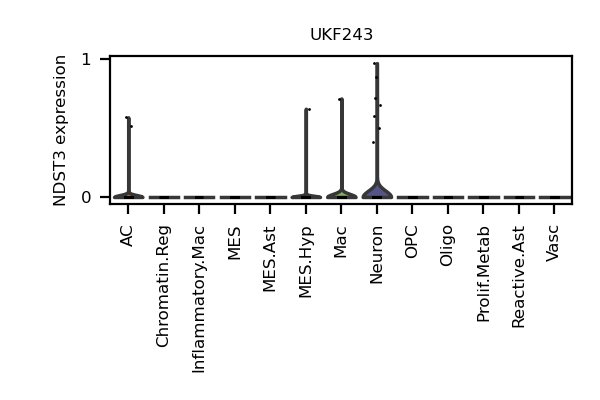 UKF243
NDST3 expression
1
0
AC
Chromatin.Reg
Inflammatory.Mac
MES
MES.Ast
MES.Hyp
Mac
Neuron
OPC
Oligo
Prolif.Metab
Reactive.Ast
Vasc